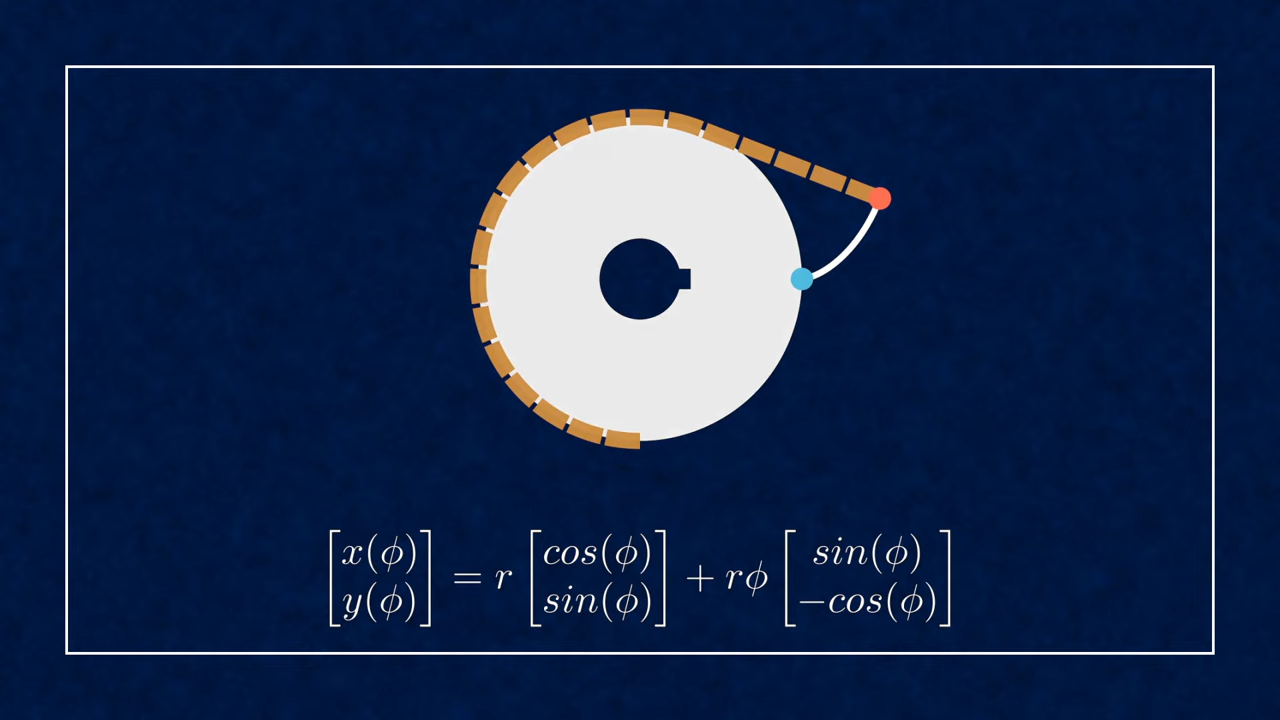 [x(ϕ) y(ϕ)] = r [cos(ϕ) sin(ϕ)] + rϕ [sin(ϕ) −cos(ϕ)]